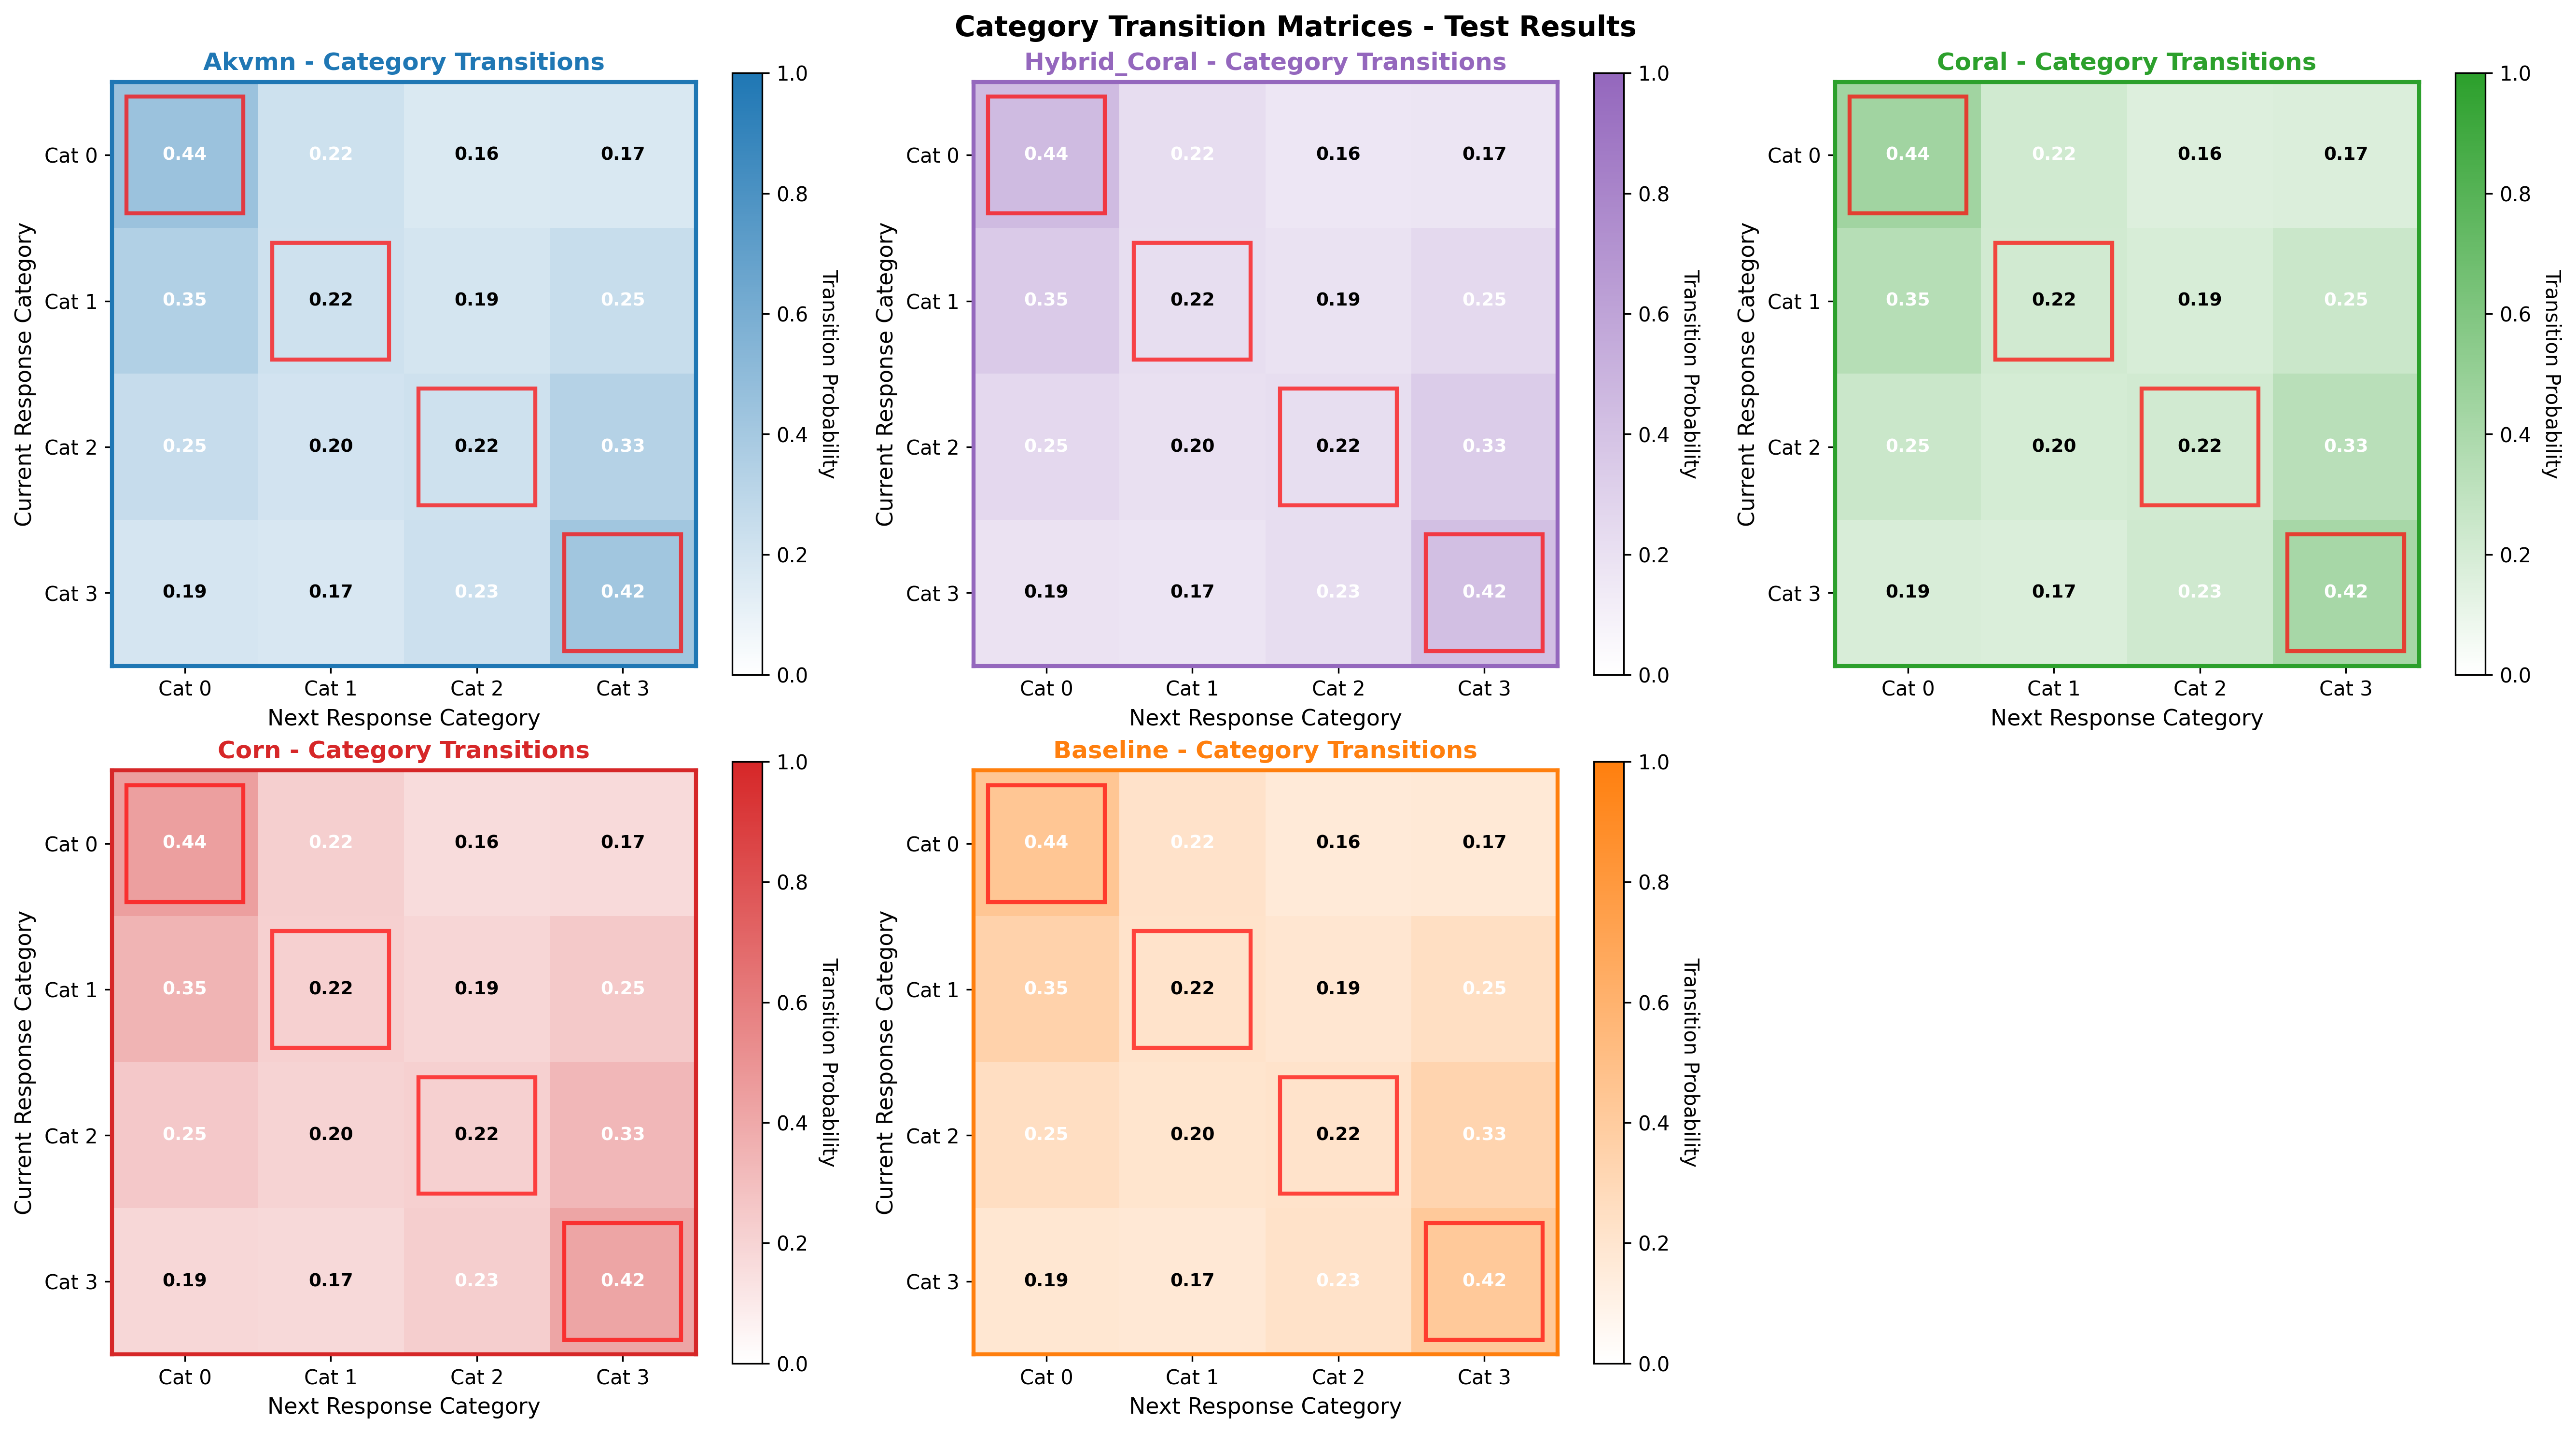 Category Transition Matrices - Test Results
Akvmn - Category Transitions
Current Response Category
Cat 0 0.44 0.22 0.16 0.17
Cat 1 0.35 0.22 0.19 0.25
Cat 2 0.25 0.20 0.22 0.33
Cat 3 0.19 0.17 0.23 0.42
Cat 0 Cat 1 Cat 2 Cat 3
Next Response Category
1.0
0.8
0.6
0.4
0.2
0.0
Transition Probability
Hybrid_Coral - Category Transitions
Current Response Category
Cat 0 0.44 0.22 0.16 0.17
Cat 1 0.35 0.22 0.19 0.25
Cat 2 0.25 0.20 0.22 0.33
Cat 3 0.19 0.17 0.23 0.42
Cat 0 Cat 1 Cat 2 Cat 3
Next Response Category
1.0
0.8
0.6
0.4
0.2
0.0
Transition Probability
Coral - Category Transitions
Current Response Category
Cat 0 0.44 0.22 0.16 0.17
Cat 1 0.35 0.22 0.19 0.25
Cat 2 0.25 0.20 0.22 0.33
Cat 3 0.19 0.17 0.23 0.42
Cat 0 Cat 1 Cat 2 Cat 3
Next Response Category
1.0
0.8
0.6
0.4
0.2
0.0
Transition Probability
Corn - Category Transitions
Current Response Category
Cat 0 0.44 0.22 0.16 0.17
Cat 1 0.35 0.22 0.19 0.25
Cat 2 0.25 0.20 0.22 0.33
Cat 3 0.19 0.17 0.23 0.42
Cat 0 Cat 1 Cat 2 Cat 3
Next Response Category
1.0
0.8
0.6
0.4
0.2
0.0
Transition Probability
Baseline - Category Transitions
Current Response Category
Cat 0 0.44 0.22 0.16 0.17
Cat 1 0.35 0.22 0.19 0.25
Cat 2 0.25 0.20 0.22 0.33
Cat 3 0.19 0.17 0.23 0.42
Cat 0 Cat 1 Cat 2 Cat 3
Next Response Category
1.0
0.8
0.6
0.4
0.2
0.0
Transition Probability